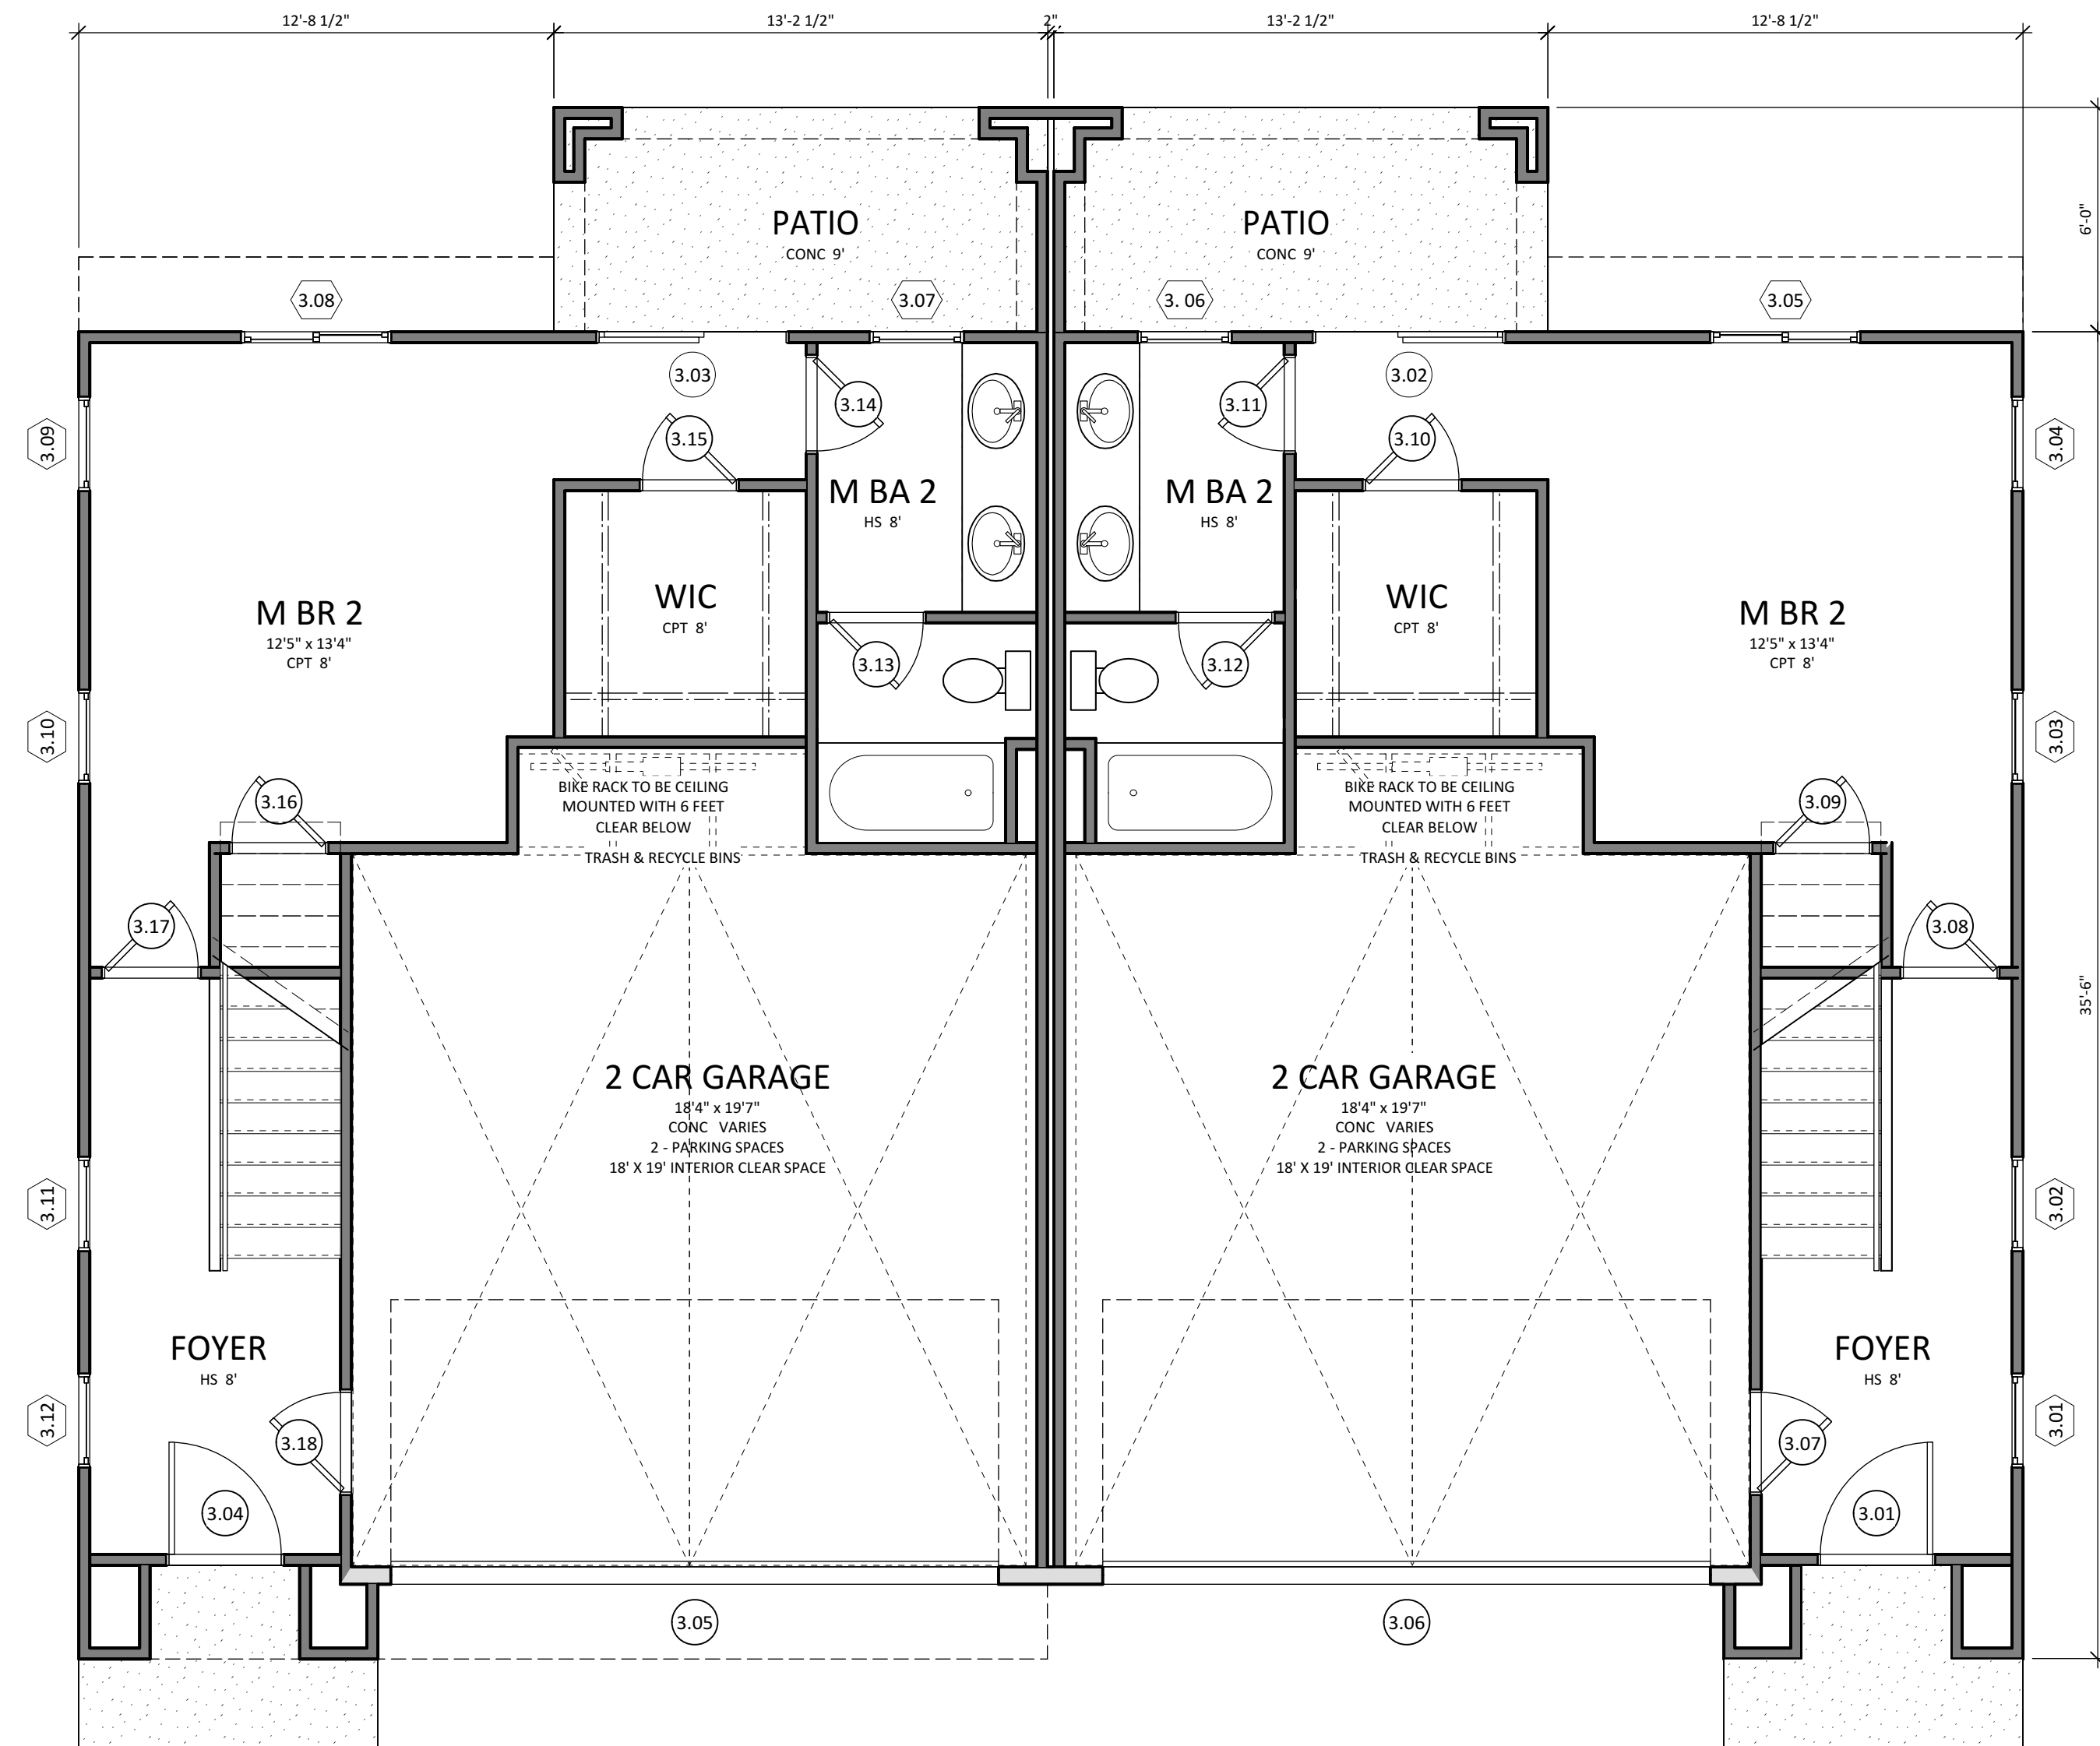 12'-8 1/2" 13'-2 1/2" 2" 13'-2 1/2" 12'-8 1/2"
6'-0"
PATIO PATIO
CONC 9' CONC 9'
3.08 3.07 3. 06 3.05
3.03 3.02
3.14 3.11
3.09 3.15 3.10 3.04
M BA 2 M BA 2
HS 8' HS 8'
WIC WIC
CPT 8' CPT 8'
M BR 2 M BR 2
12'5" x 13'4" 12'5" x 13'4"
CPT 8' CPT 8'
3.13 3.12
3.10 3.03
BIKE RACK TO BE CEILING BIKE RACK TO BE CEILING
MOUNTED WITH 6 FEET MOUNTED WITH 6 FEET
CLEAR BELOW CLEAR BELOW
3.16 3.09
TRASH & RECYCLE BINS TRASH & RECYCLE BINS
3.17 3.08
35'-6"
2 CAR GARAGE 2 CAR GARAGE
18'4" x 19'7" 18'4" x 19'7"
CONC VARIES CONC VARIES
2 - PARKING SPACES 2 - PARKING SPACES
18' X 19' INTERIOR CLEAR SPACE 18' X 19' INTERIOR CLEAR SPACE
3.11 3.02
FOYER FOYER
HS 8' HS 8'
3.12 3.01
3.18 3.07
3.04 3.01
3.05 3.06